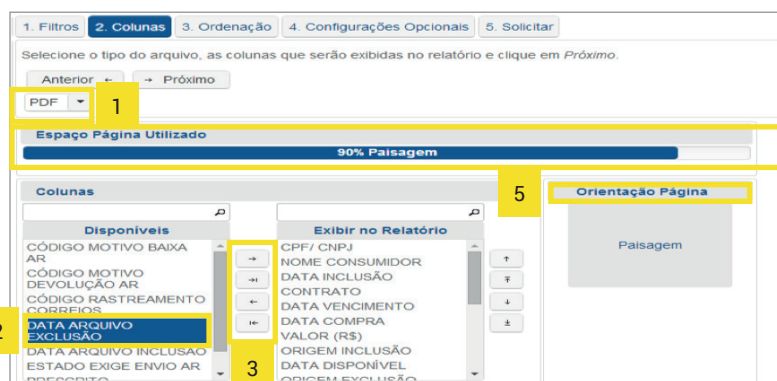 1. Filtros 2. Colunas 3. Ordenação 4. Configurações Opcionais 5. Solicitar
Selecione o tipo do arquivo, as colunas que serão exibidas no relatório e clique em Próximo.
Anterior ← → Próximo
PDF 1
Espaço Página Utilizado
90% Paisagem
Colunas 5 Orientação Página
Disponíveis Exibir no Relatório
Paisagem
CÓDIGO MOTIVO BAIXA
AR
CÓDIGO MOTIVO
DEVOLUÇÃO AR
CÓDIGO RASTREAMENTO
CORREIOS
2 DATA ARQUIVO
EXCLUSÃO
DATA ARQUIVO INCLUSÃO
ESTADO EXIGE ENVIO AR
PRESCRITO
3
CPF/ CNPJ
NOME CONSUMIDOR
DATA INCLUSÃO
CONTRATO
DATA VENCIMENTO
DATA COMPRA
VALOR (R$)
ORIGEM INCLUSÃO
DATA DISPONÍVEL
ORIGEM EXCLUSÃO